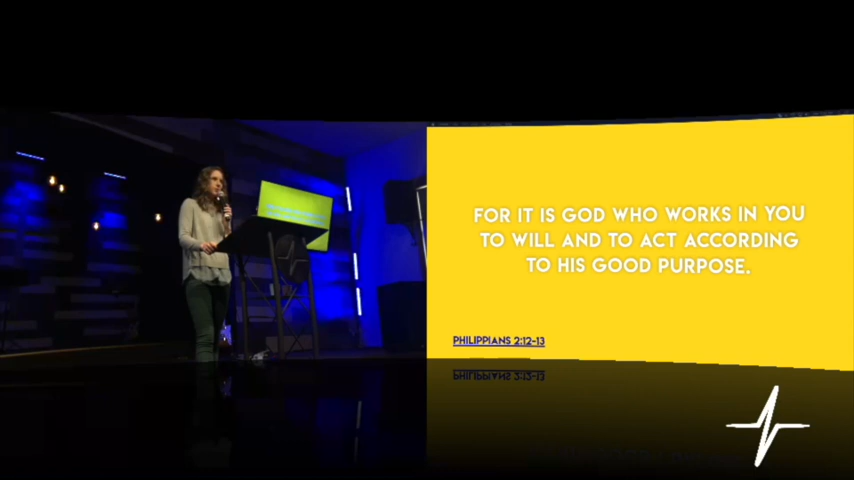 FOR IT IS GOD WHO WORKS IN YOU
TO WILL AND TO ACT ACCORDING
TO HIS GOOD PURPOSE.
PHILIPPIANS 2:12-13